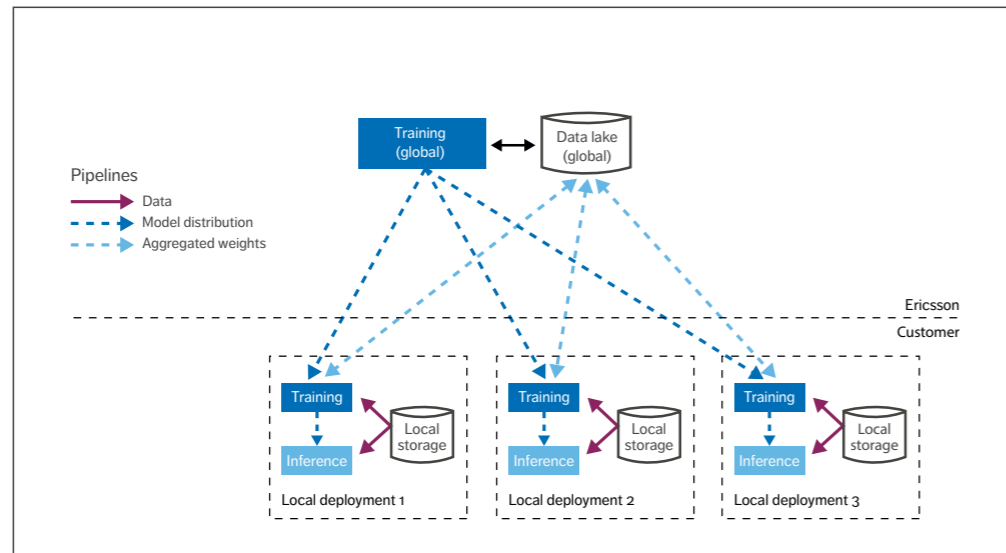 Training
(global)
Data lake
(global)
Pipelines
Data
Model distribution
Aggregated weights
Ericsson
Customer
Training
Local
storage
Inference
Local deployment 1
Training
Local
storage
Inference
Local deployment 2
Training
Local
storage
Inference
Local deployment 3